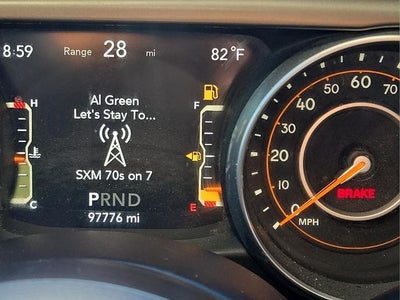 8:59 Range 28 mi 82°F
Al Green
Let's Stay To...
SXM 70s on 7
PRND
97776 mi
H
C
F
E
0
20
40
60
0
30
50
70
MPH
BRAKE